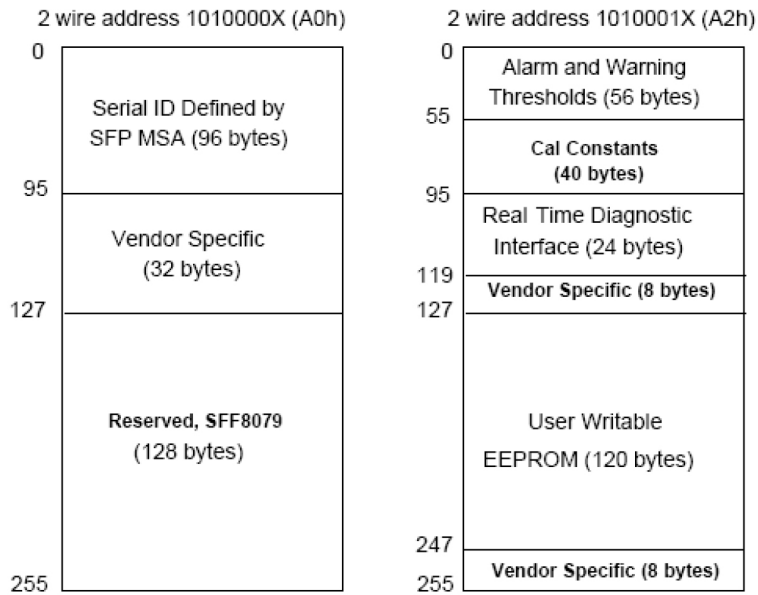 2 wire address 1010000X (A0h)
0
Serial ID Defined by
SFP MSA (96 bytes)
95
Vendor Specific
(32 bytes)
127
Reserved, SFF8079
(128 bytes)
255
2 wire address 1010001X (A2h)
0
Alarm and Warning
Thresholds (56 bytes)
55
Cal Constants
(40 bytes)
95
Real Time Diagnostic
Interface (24 bytes)
119
Vendor Specific (8 bytes)
127
User Writable
EEPROM (120 bytes)
247
Vendor Specific (8 bytes)
255